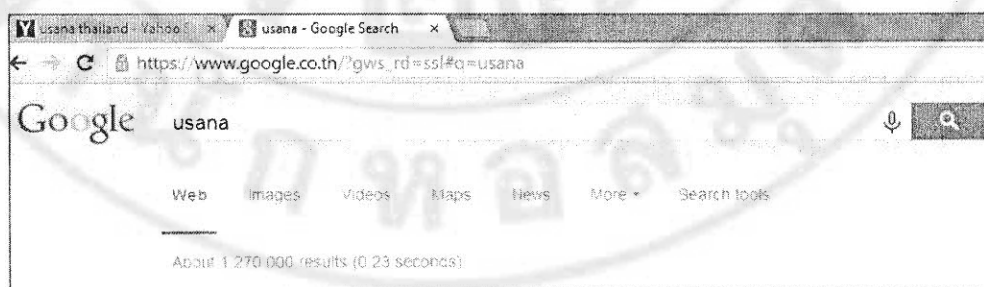 usana thailand - Yahoo S × usana - Google Search ×
https://www.google.co.th/?gws_rd=ssl#q=usana
Google usana
Web Images Videos Maps News More Search tools
About 1 270 000 results (0 23 seconds)